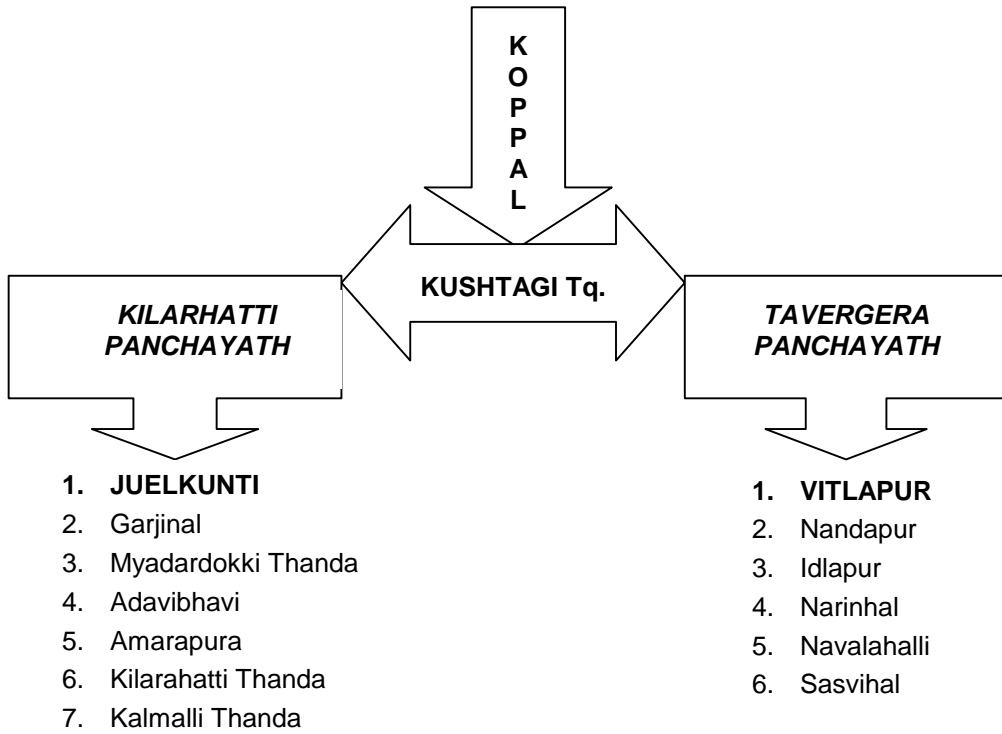 KOPPAL
KUSHTAGI Tq.
KILARHATTI
PANCHAYATH
TAVERGERA
PANCHAYATH
1. JUELKUNTI
2. Garjinal
3. Myadardokki Thanda
4. Adavibhavi
5. Amarapura
6. Kilarahatti Thanda
7. Kalmalli Thanda
1. VITLAPUR
2. Nandapur
3. Idlapur
4. Narinhal
5. Navalahalli
6. Sasvihal